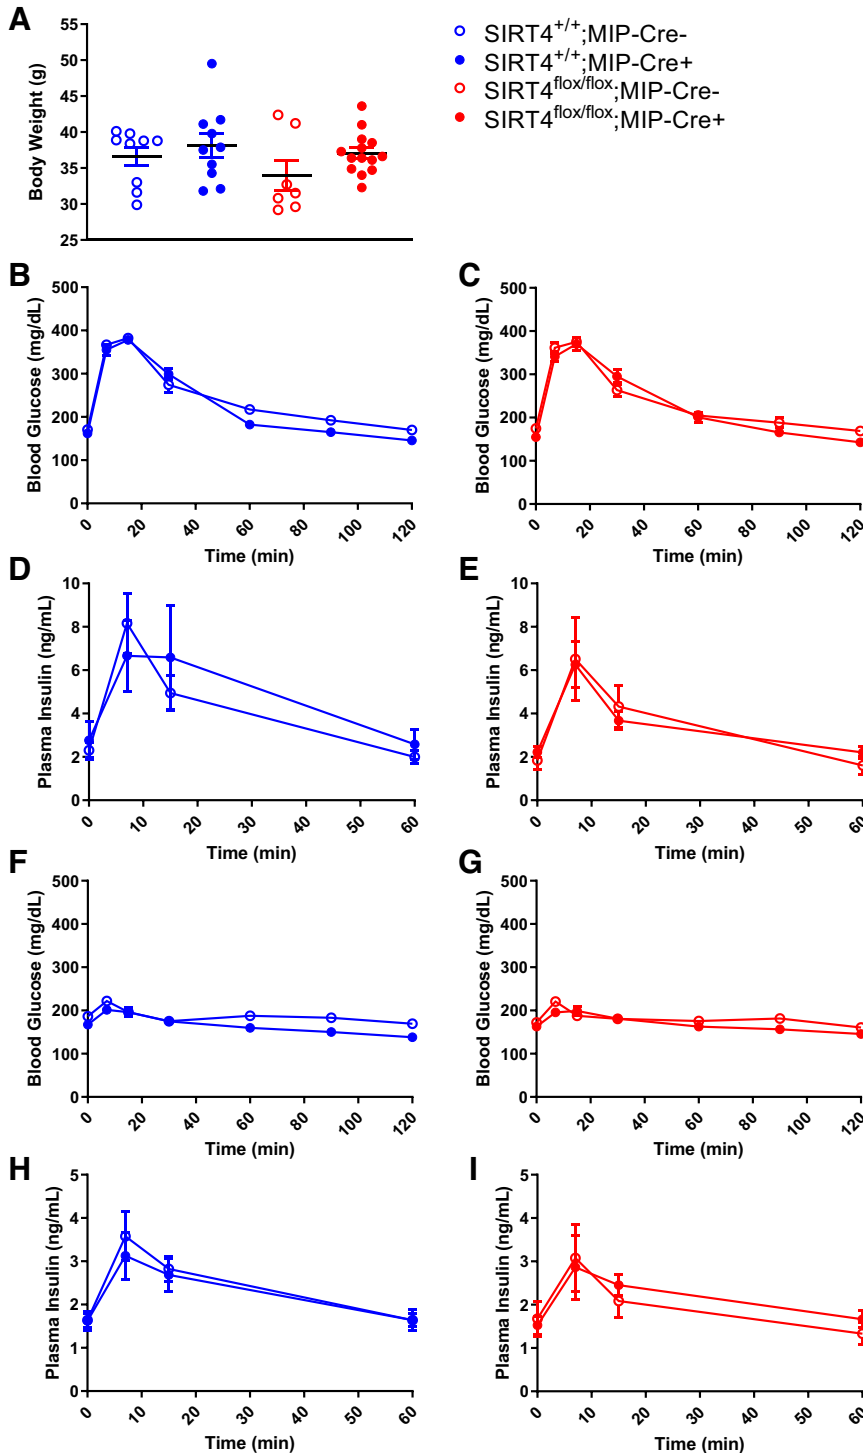 A
55
50
45
40
35
30
25
Body Weight (g)
SIRT4+/+;MIP-Cre-
SIRT4+/+;MIP-Cre+
SIRT4flox/flox;MIP-Cre-
SIRT4flox/flox;MIP-Cre+
B
500
400
300
200
100
0
Blood Glucose (mg/dL)
0 20 40 60 80 100 120
Time (min)
C
500
400
300
200
100
0
Blood Glucose (mg/dL)
0 20 40 60 80 100 120
Time (min)
D
10
8
6
4
2
0
Plasma Insulin (ng/mL)
0 10 20 30 40 50 60
Time (min)
E
10
8
6
4
2
0
Plasma Insulin (ng/mL)
0 10 20 30 40 50 60
Time (min)
F
500
400
300
200
100
0
Blood Glucose (mg/dL)
0 20 40 60 80 100 120
Time (min)
G
500
400
300
200
100
0
Blood Glucose (mg/dL)
0 20 40 60 80 100 120
Time (min)
H
5
4
3
2
1
0
Plasma Insulin (ng/mL)
0 10 20 30 40 50 60
Time (min)
I
5
4
3
2
1
0
Plasma Insulin (ng/mL)
0 10 20 30 40 50 60
Time (min)